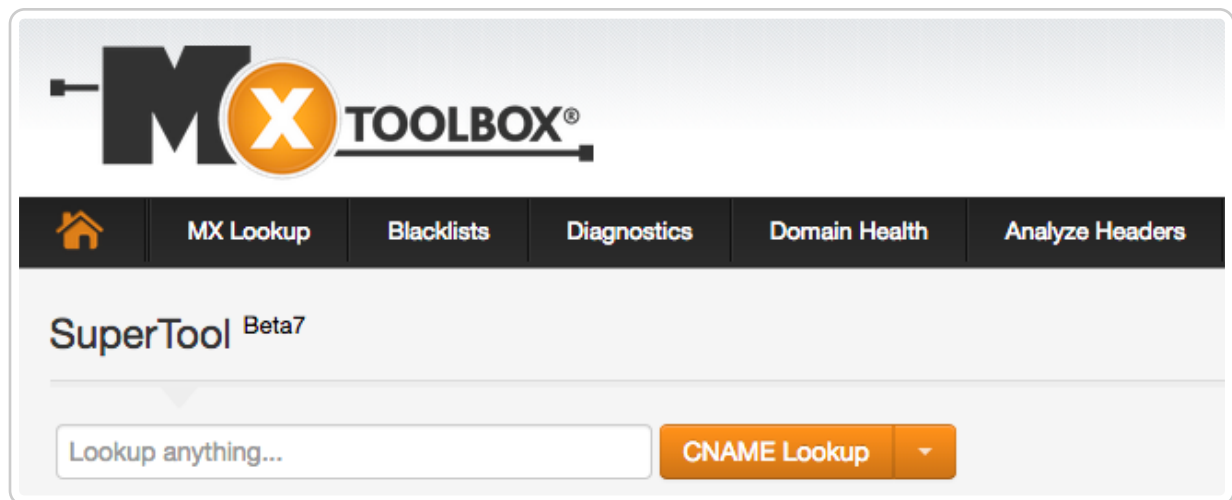 MX TOOLBOX®
MX Lookup Blacklists Diagnostics Domain Health Analyze Headers
SuperTool Beta7
Lookup anything... CNAME Lookup